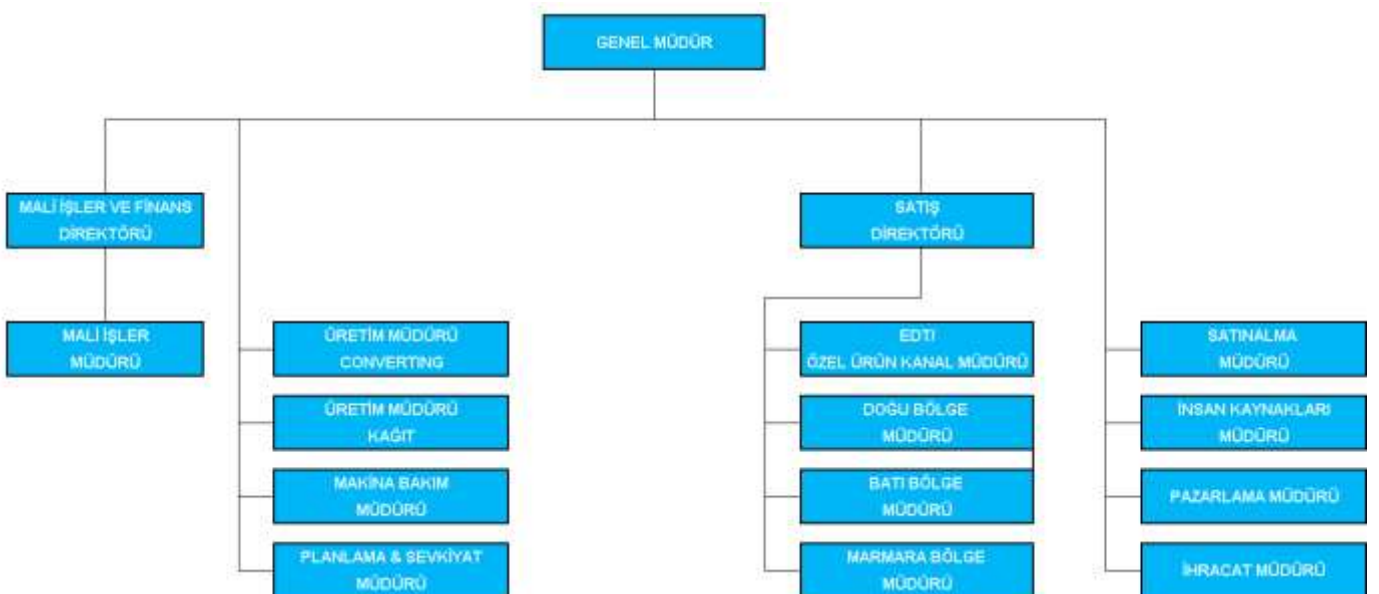 GENEL MÜDÜR
MALİ İŞLER VE FİNANS
DİREKTÖRÜ
SATIŞ
DİREKTÖRÜ
MALİ İŞLER
MÜDÜRÜ
ÜRETİM MÜDÜRÜ
CONVERTING
EDTI
ÖZEL ÜRÜN KANAL MÜDÜRÜ
SATINALMA
MÜDÜRÜ
ÜRETİM MÜDÜRÜ
KAĞIT
DOĞU BÖLGE
MÜDÜRÜ
İNSAN KAYNAKLARI
MÜDÜRÜ
MAKİNA BAKIM
MÜDÜRÜ
BATI BÖLGE
MÜDÜRÜ
PAZARLAMA MÜDÜRÜ
PLANLAMA & SEVKİYAT
MÜDÜRÜ
MARMARA BÖLGE
MÜDÜRÜ
İHRACAT MÜDÜRÜ